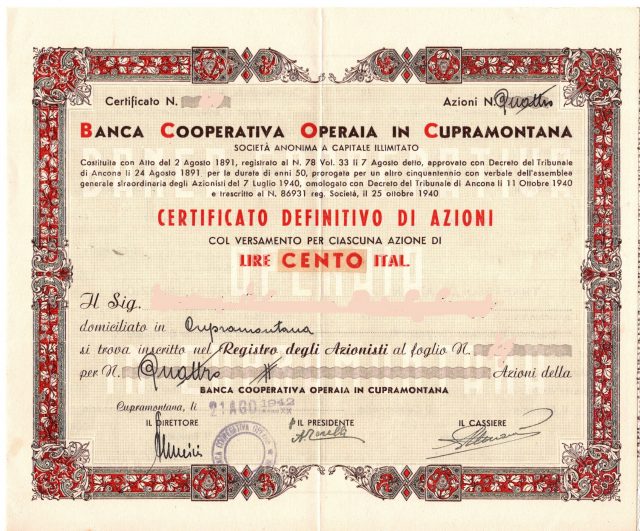 Certificato N.
Azioni N. Quattro
BANCA COOPERATIVA OPERAIA IN CUPRAMONTANA
SOCIETÀ ANONIMA A CAPITALE ILLIMITATO
Costituita con Atto del 2 Agosto 1891, registrato al N. 78 Vol. 33 li 7 Agosto detto, approvato con Decreto del Tribunale
di Ancona li 24 Agosto 1891 per la durata di anni 50, prorogata per un altro cinquantennio con verbale dell'assemblea
generale straordinaria degli Azionisti del 7 Luglio 1940, omologato con Decreto del Tribunale di Ancona li 11 Ottobre 1940
e trascritto al N. 86931 reg. Società, il 25 ottobre 1940
CERTIFICATO DEFINITIVO DI AZIONI
COL VERSAMENTO PER CIASCUNA AZIONE DI
LIRE CENTO ITAL.
Il Sig.
domiciliato in Cupramontana
si trova inscritto nel Registro degli Azionisti al foglio N.
per N. Quattro Azioni della
BANCA COOPERATIVA OPERAIA IN CUPRAMONTANA
Cupramontana, li 21 AGO 1942 XX
IL DIRETTORE
IL PRESIDENTE
IL CASSIERE